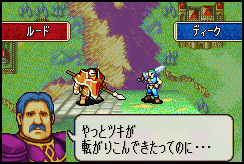 ルード
ディーク
やっとツキが
転がりこんできたってのに・・・